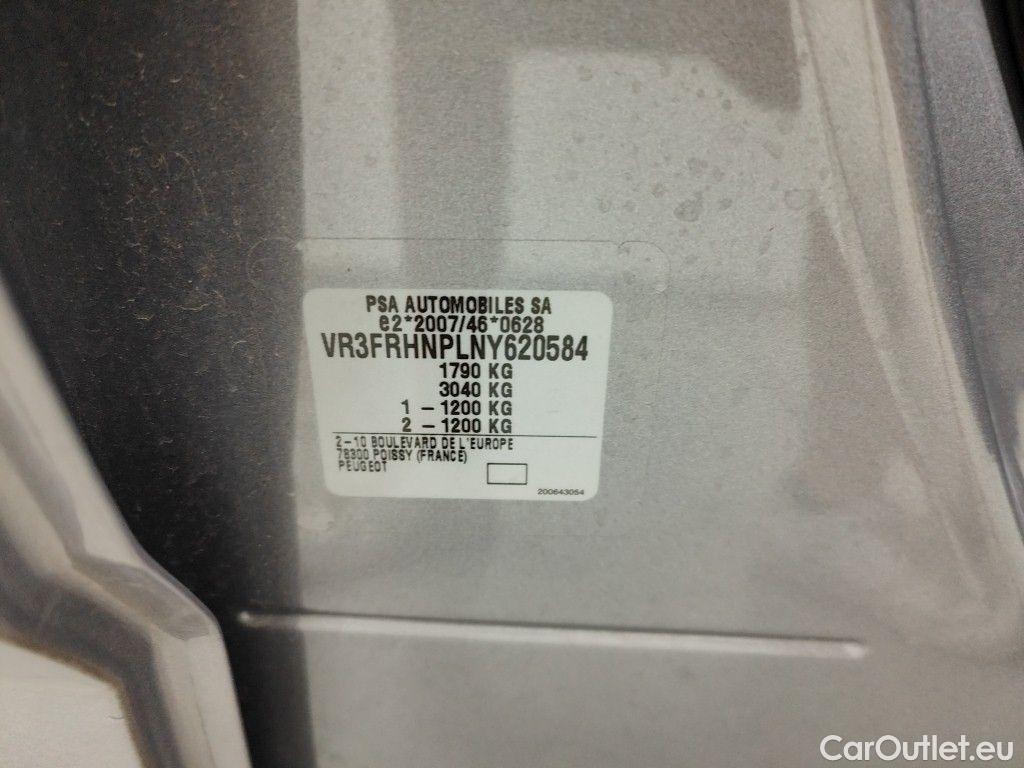 PSA AUTOMOBILES SA
e2*2007/46*0628
VR3FRHNPLNY620584
1790 KG
3040 KG
1 - 1200 KG
2 - 1200 KG
2-10 BOULEVARD DE L'EUROPE
78300 POISSY (FRANCE)
PEUGEOT
200643054
CarOutlet.eu